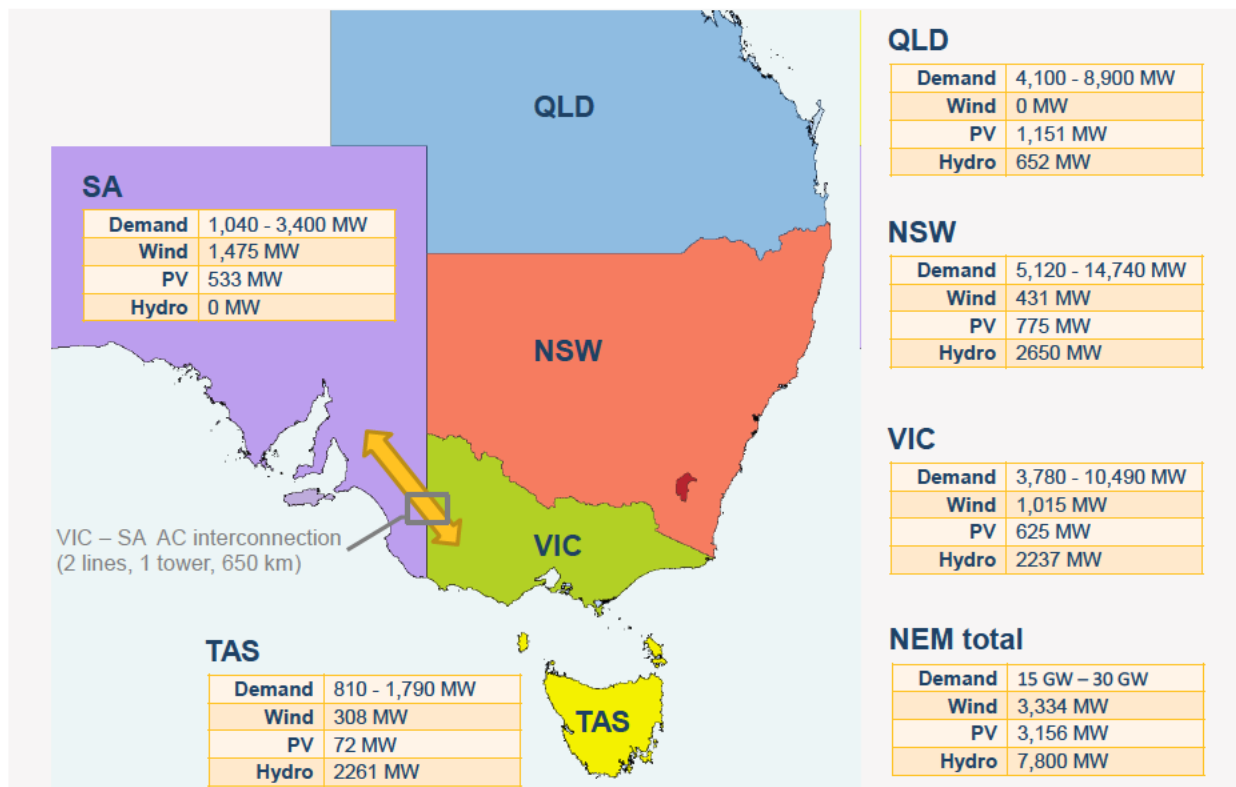 QLD
SA
Demand 1,040 - 3,400 MW
Wind 1,475 MW
PV 533 MW
Hydro 0 MW
NSW
VIC – SA AC interconnection
(2 lines, 1 tower, 650 km)
VIC
TAS
Demand 810 - 1,790 MW
Wind 308 MW
PV 72 MW
Hydro 2261 MW
TAS
QLD
Demand 4,100 - 8,900 MW
Wind 0 MW
PV 1,151 MW
Hydro 652 MW
NSW
Demand 5,120 - 14,740 MW
Wind 431 MW
PV 775 MW
Hydro 2650 MW
VIC
Demand 3,780 - 10,490 MW
Wind 1,015 MW
PV 625 MW
Hydro 2237 MW
NEM total
Demand 15 GW – 30 GW
Wind 3,334 MW
PV 3,156 MW
Hydro 7,800 MW